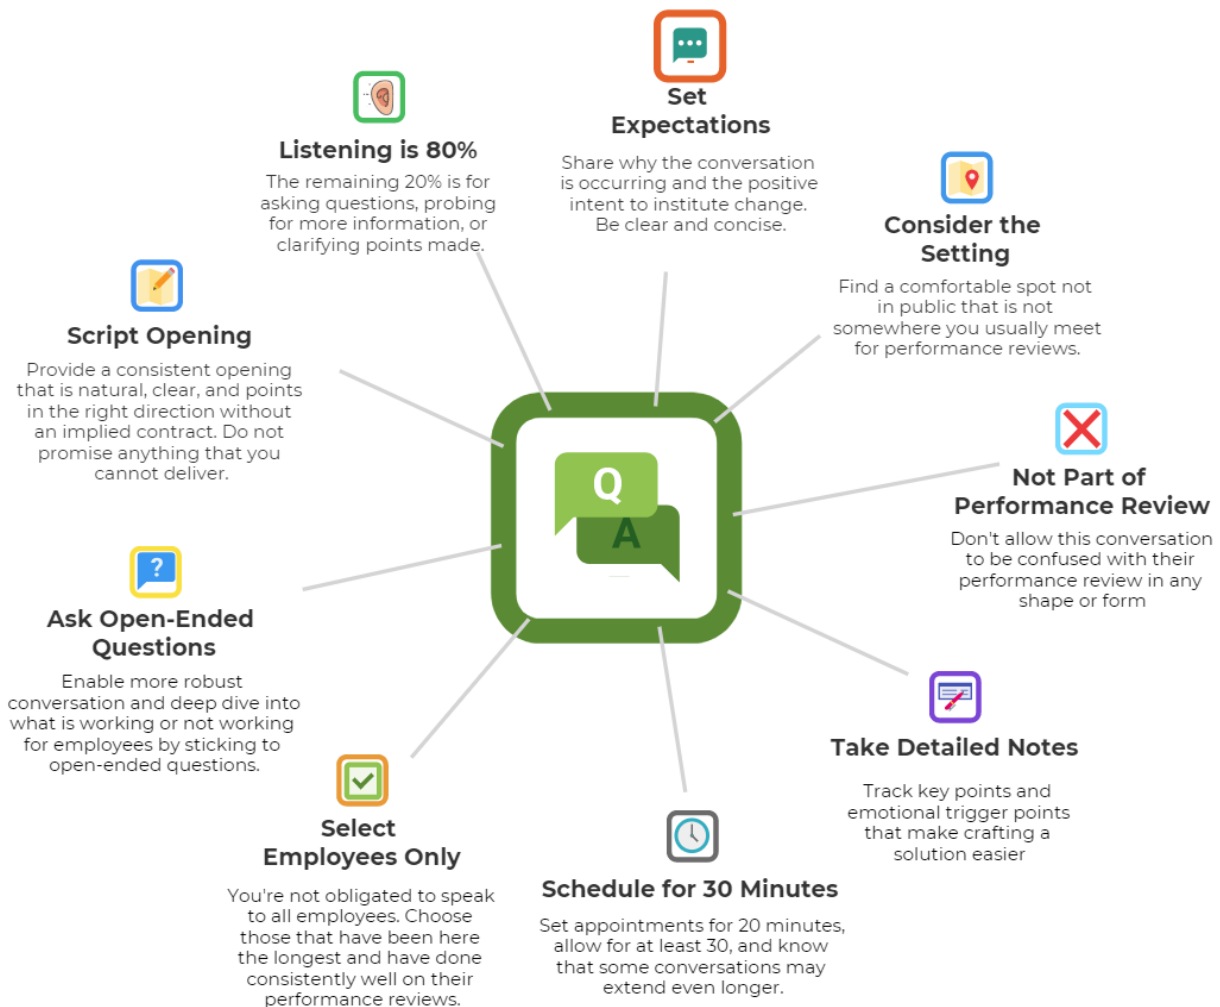 Set
Expectations
Share why the conversation
is occurring and the positive
intent to institute change.
Be clear and concise.
Consider the
Setting
Find a comfortable spot not
in public that is not
somewhere you usually meet
for performance reviews.
Not Part of
Performance Review
Don't allow this conversation
to be confused with their
performance review in any
shape or form
Take Detailed Notes
Track key points and
emotional trigger points
that make crafting a
solution easier
Schedule for 30 Minutes
Set appointments for 20 minutes,
allow for at least 30, and know
that some conversations may
extend even longer.
Select
Employees Only
You're not obligated to speak
to all employees. Choose
those that have been here
the longest and have done
consistently well on their
performance reviews.
?
Ask Open-Ended
Questions
Enable more robust
conversation and deep dive into
what is working or not working
for employees by sticking to
open-ended questions.
Script Opening
Provide a consistent opening
that is natural, clear, and points
in the right direction without
an implied contract. Do not
promise anything that you
cannot deliver.
Listening is 80%
The remaining 20% is for
asking questions, probing
for more information, or
clarifying points made.
Q
A